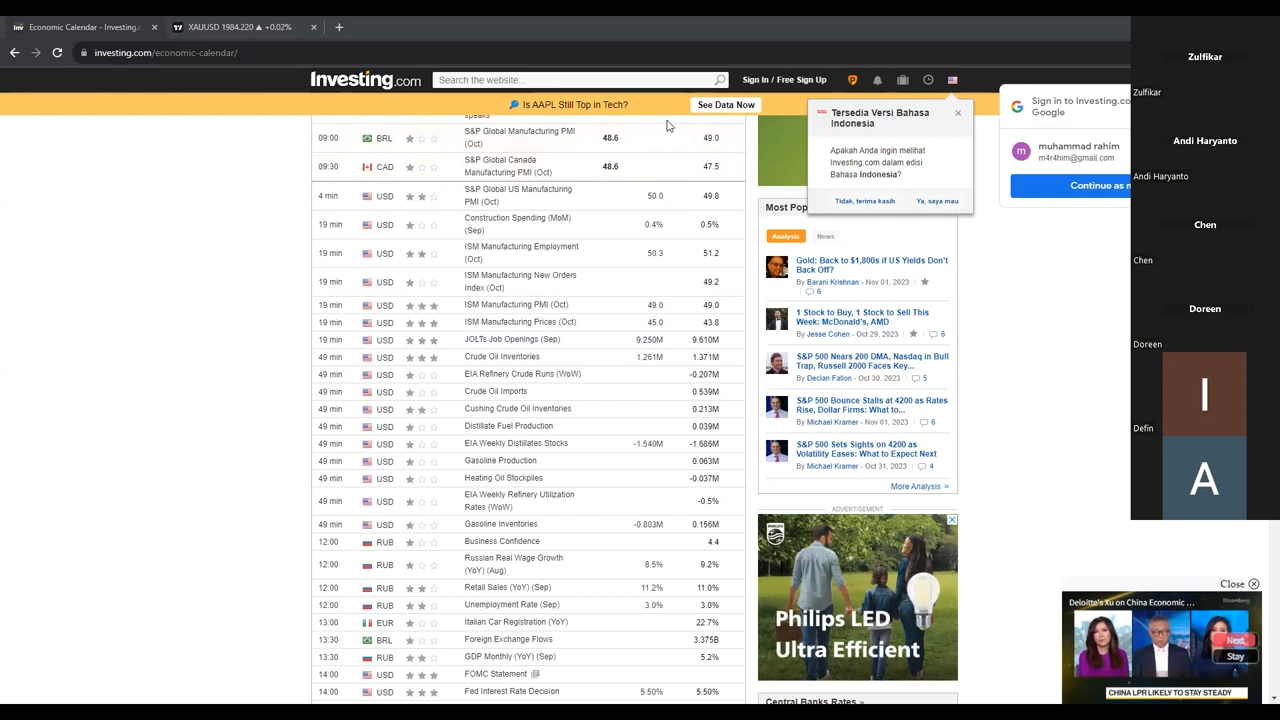 Economic Calendar - Investing.
XAUUSD 1984.220 ▲ +0.02%
investing.com/economic-calendar/
Investing.com
Search the website...
Sign In / Free Sign Up
Is AAPL Still Top in Tech?
See Data Now
speaks
09:00 BRL S&P Global Manufacturing PMI (Oct) 48.6 49.0
09:30 CAD S&P Global Canada Manufacturing PMI (Oct) 48.6 47.5
4 min USD S&P Global US Manufacturing PMI (Oct) 50.0 49.8
19 min USD Construction Spending (MoM) (Sep) 0.4% 0.5%
19 min USD ISM Manufacturing Employment (Oct) 50.3 51.2
19 min USD ISM Manufacturing New Orders Index (Oct) 49.2
19 min USD ISM Manufacturing PMI (Oct) 49.0 49.0
19 min USD ISM Manufacturing Prices (Oct) 45.0 43.8
19 min USD JOLTs Job Openings (Sep) 9.250M 9.610M
49 min USD Crude Oil Inventories 1.261M 1.371M
49 min USD EIA Refinery Crude Runs (WoW) -0.207M
49 min USD Crude Oil Imports 0.539M
49 min USD Cushing Crude Oil Inventories 0.213M
49 min USD Distillate Fuel Production 0.039M
49 min USD EIA Weekly Distillates Stocks -1.540M -1.686M
49 min USD Gasoline Production 0.063M
49 min USD Heating Oil Stockpiles -0.037M
49 min USD EIA Weekly Refinery Utilization Rates (WoW) -0.5%
49 min USD Gasoline Inventories -0.803M 0.156M
12:00 RUB Business Confidence 4.4
12:00 RUB Russian Real Wage Growth (YoY) (Aug) 8.5% 9.2%
12:00 RUB Retail Sales (YoY) (Sep) 11.2% 11.0%
12:00 RUB Unemployment Rate (Sep) 3.0% 3.0%
13:00 EUR Italian Car Registration (YoY) 22.7%
13:30 BRL Foreign Exchange Flows 3.375B
13:30 RUB GDP Monthly (YoY) (Sep) 5.2%
14:00 USD FOMC Statement
14:00 USD Fed Interest Rate Decision 5.50% 5.50%
Tersedia Versi Bahasa
Indonesia
Apakah Anda ingin melihat
Investing.com dalam edisi
Bahasa Indonesia?
Tidak, terima kasih
Ya, saya mau
Most Pop
Analysis
News
Gold: Back to $1,800s if US Yields Don't
Back Off?
By Barani Krishnan - Nov 01, 2023
6
1 Stock to Buy, 1 Stock to Sell This
Week: McDonald's, AMD
By Jesse Cohen - Oct 29, 2023
6
S&P 500 Nears 200 DMA, Nasdaq in Bull
Trap, Russell 2000 Faces Key...
By Declan Fallon - Oct 30, 2023
5
S&P 500 Bounce Stalls at 4200 as Rates
Rise, Dollar Firms: What to...
By Michael Kramer - Nov 01, 2023
6
S&P 500 Sets Sights on 4200 as
Volatility Eases: What to Expect Next
By Michael Kramer - Oct 31, 2023
4
More Analysis »
ADVERTISEMENT
PHILIPS
Philips LED
Ultra Efficient
Central Banks Rates »
Sign in to Investing.co
Google
m
muhammad rahim
m4r4him@gmail.com
Continue as m
Zulfikar
Zulfikar
Andi Haryanto
Andi Haryanto
Chen
Chen
Doreen
Doreen
I
Defin
A
Close
Deloitte's Xu on China Economic ...
Bloomberg
Next
Stay
CHINA LPR LIKELY TO STAY STEADY